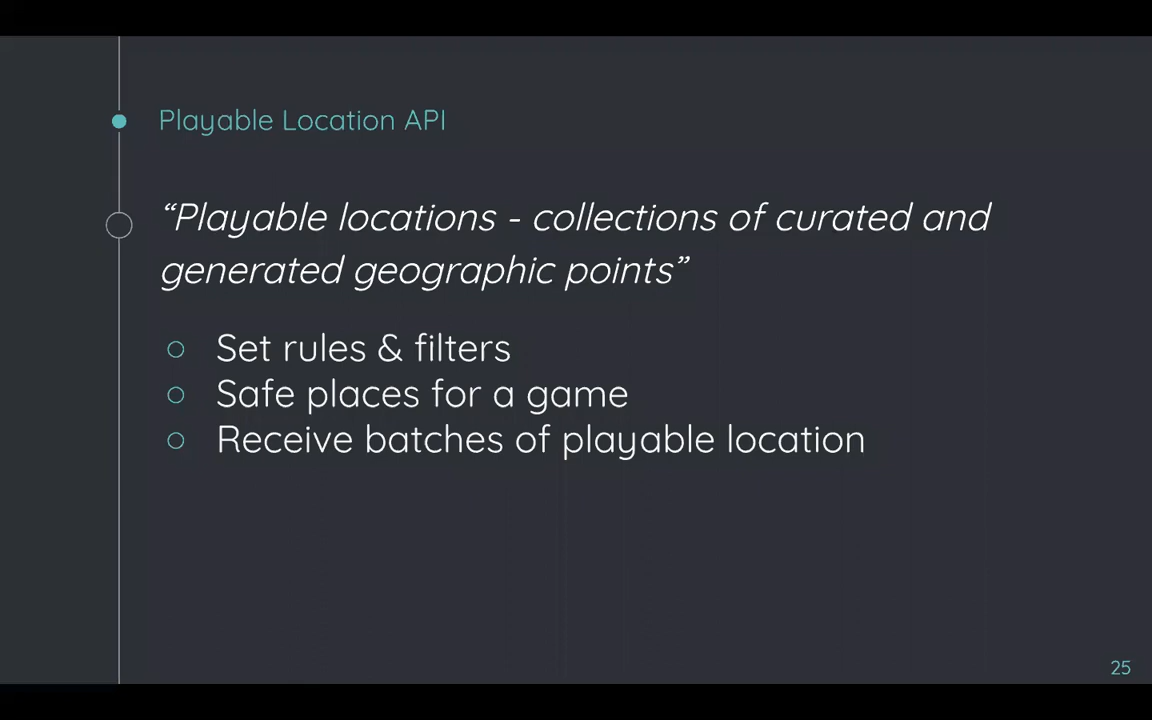 Playable Location API
“Playable locations - collections of curated and
generated geographic points”
Set rules & filters
Safe places for a game
Receive batches of playable location
25